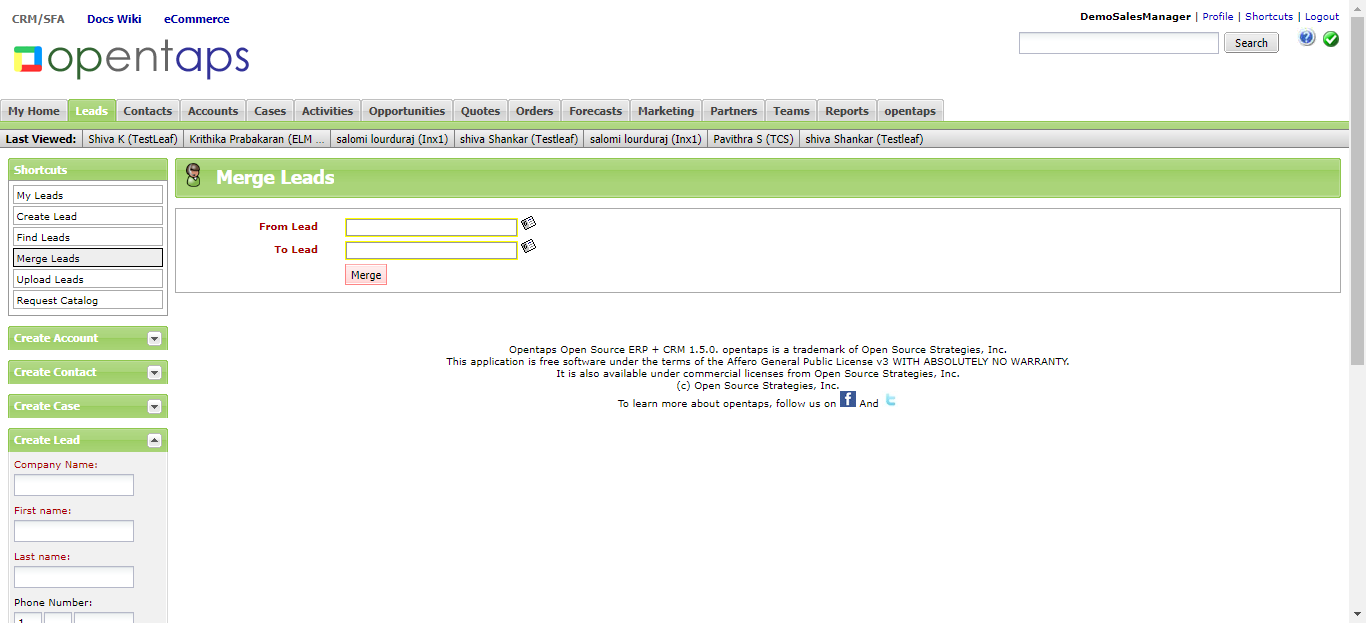 CRM/SFA Docs Wiki eCommerce
DemoSalesManager | Profile | Shortcuts | Logout
opentaps
Search
My Home Leads Contacts Accounts Cases Activities Opportunities Quotes Orders Forecasts Marketing Partners Teams Reports opentaps
Last Viewed: Shiva K (TestLeaf) Krithika Prabakaran (ELM ... salomi lourduraj (Inx1) shiva Shankar (Testleaf) salomi lourduraj (Inx1) Pavithra S (TCS) shiva Shankar (Testleaf)
Shortcuts
My Leads
Create Lead
Find Leads
Merge Leads
Upload Leads
Request Catalog
Create Account
Create Contact
Create Case
Create Lead
Company Name:
First name:
Last name:
Phone Number:
1
Merge Leads
From Lead
To Lead
Merge
Opentaps Open Source ERP + CRM 1.5.0. opentaps is a trademark of Open Source Strategies, Inc.
This application is free software under the terms of the Affero General Public License v3 WITH ABSOLUTELY NO WARRANTY.
It is also available under commercial licenses from Open Source Strategies, Inc.
(c) Open Source Strategies, Inc.
To learn more about opentaps, follow us on f And t